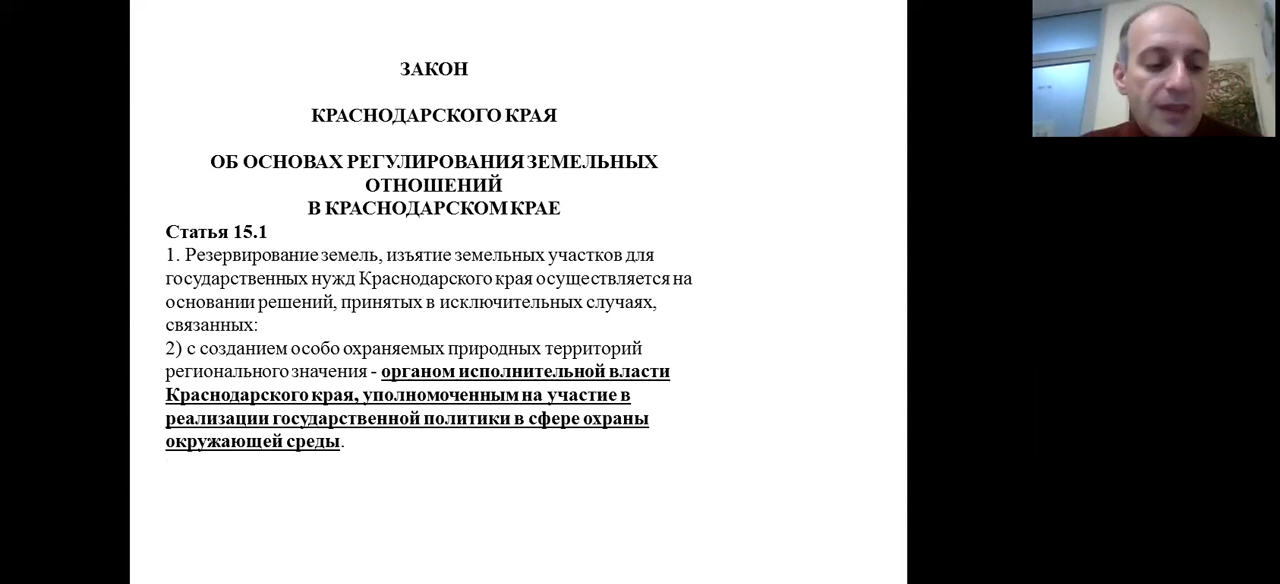 ЗАКОН
КРАСНОДАРСКОГО КРАЯ
ОБ ОСНОВАХ РЕГУЛИРОВАНИЯ ЗЕМЕЛЬНЫХ
ОТНОШЕНИЙ
В КРАСНОДАРСКОМ КРАЕ
Статья 15.1
1. Резервирование земель, изъятие земельных участков для
государственных нужд Краснодарского края осуществляется на
основании решений, принятых в исключительных случаях,
связанных:
2) с созданием особо охраняемых природных территорий
регионального значения - органом исполнительной власти
Краснодарского края, уполномоченным на участие в
реализации государственной политики в сфере охраны
окружающей среды.